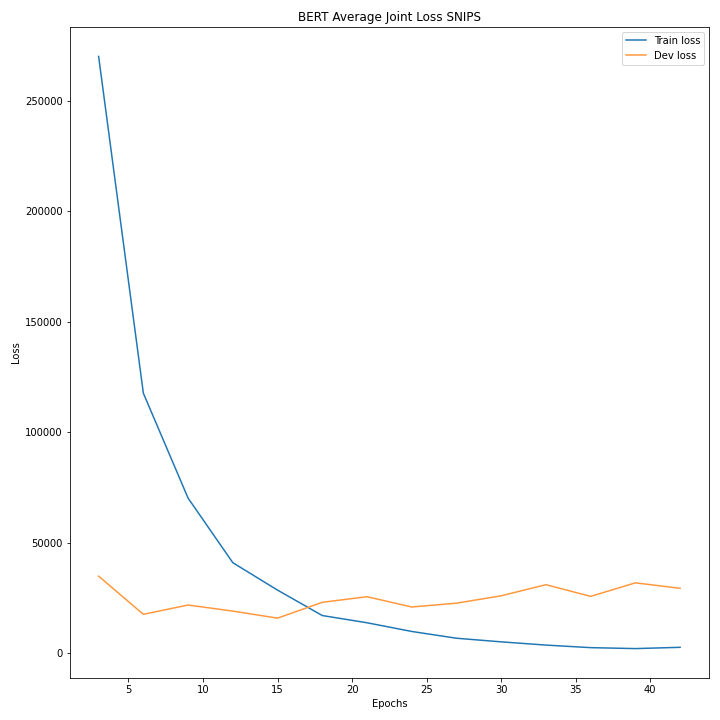 BERT Average Joint Loss SNIPS
Train loss
Dev loss
250000
200000
150000
100000
50000
0
Loss
5 10 15 20 25 30 35 40
Epochs